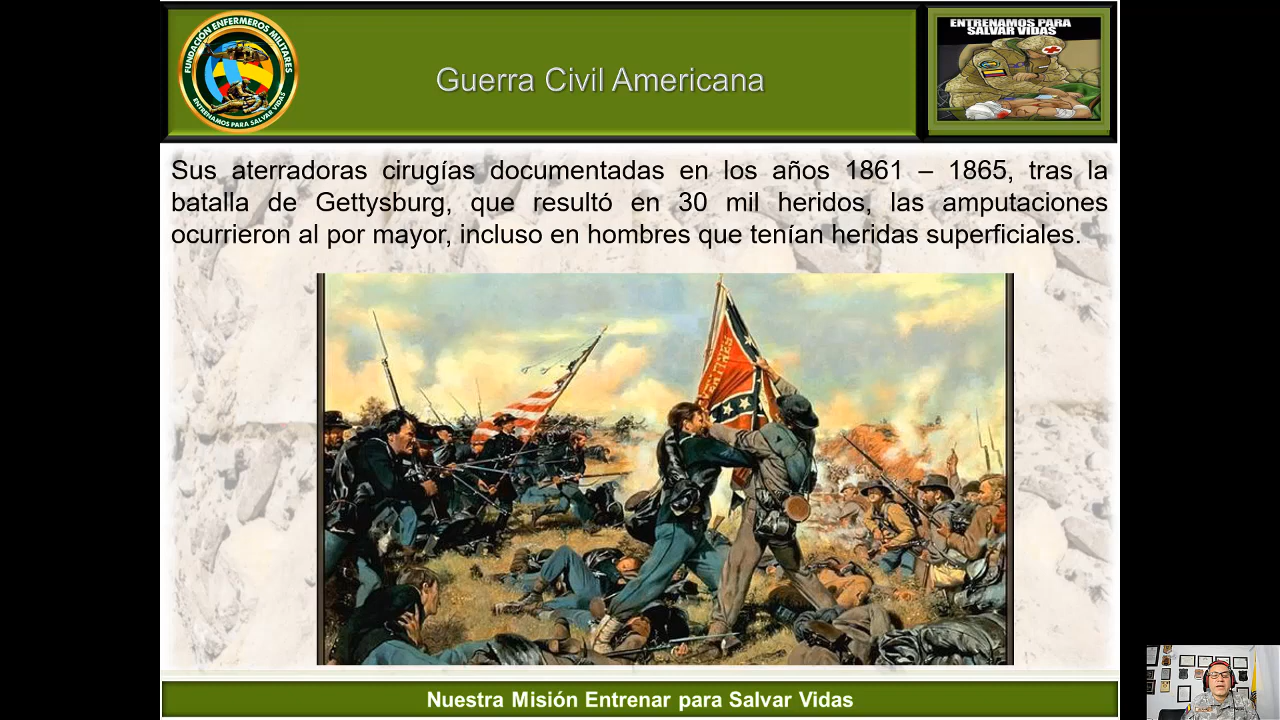 FUNDACIÓN ENFERMEROS MILITARES
ENTRENAMOS PARA SALVAR VIDAS
Guerra Civil Americana
ENTRENAMOS PARA
SALVAR VIDAS
Sus aterradoras cirugías documentadas en los años 1861 – 1865, tras la
batalla de Gettysburg, que resultó en 30 mil heridos, las amputaciones
ocurrieron al por mayor, incluso en hombres que tenían heridas superficiales.
Nuestra Misión Entrenar para Salvar Vidas